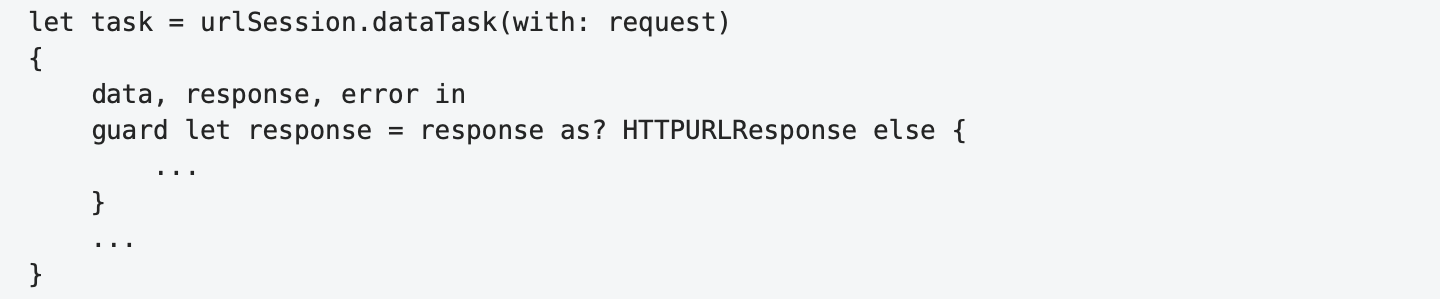 let task = urlSession.dataTask(with: request)
{
    data, response, error in
    guard let response = response as? HTTPURLResponse else {
        ...
    }
    ...
}